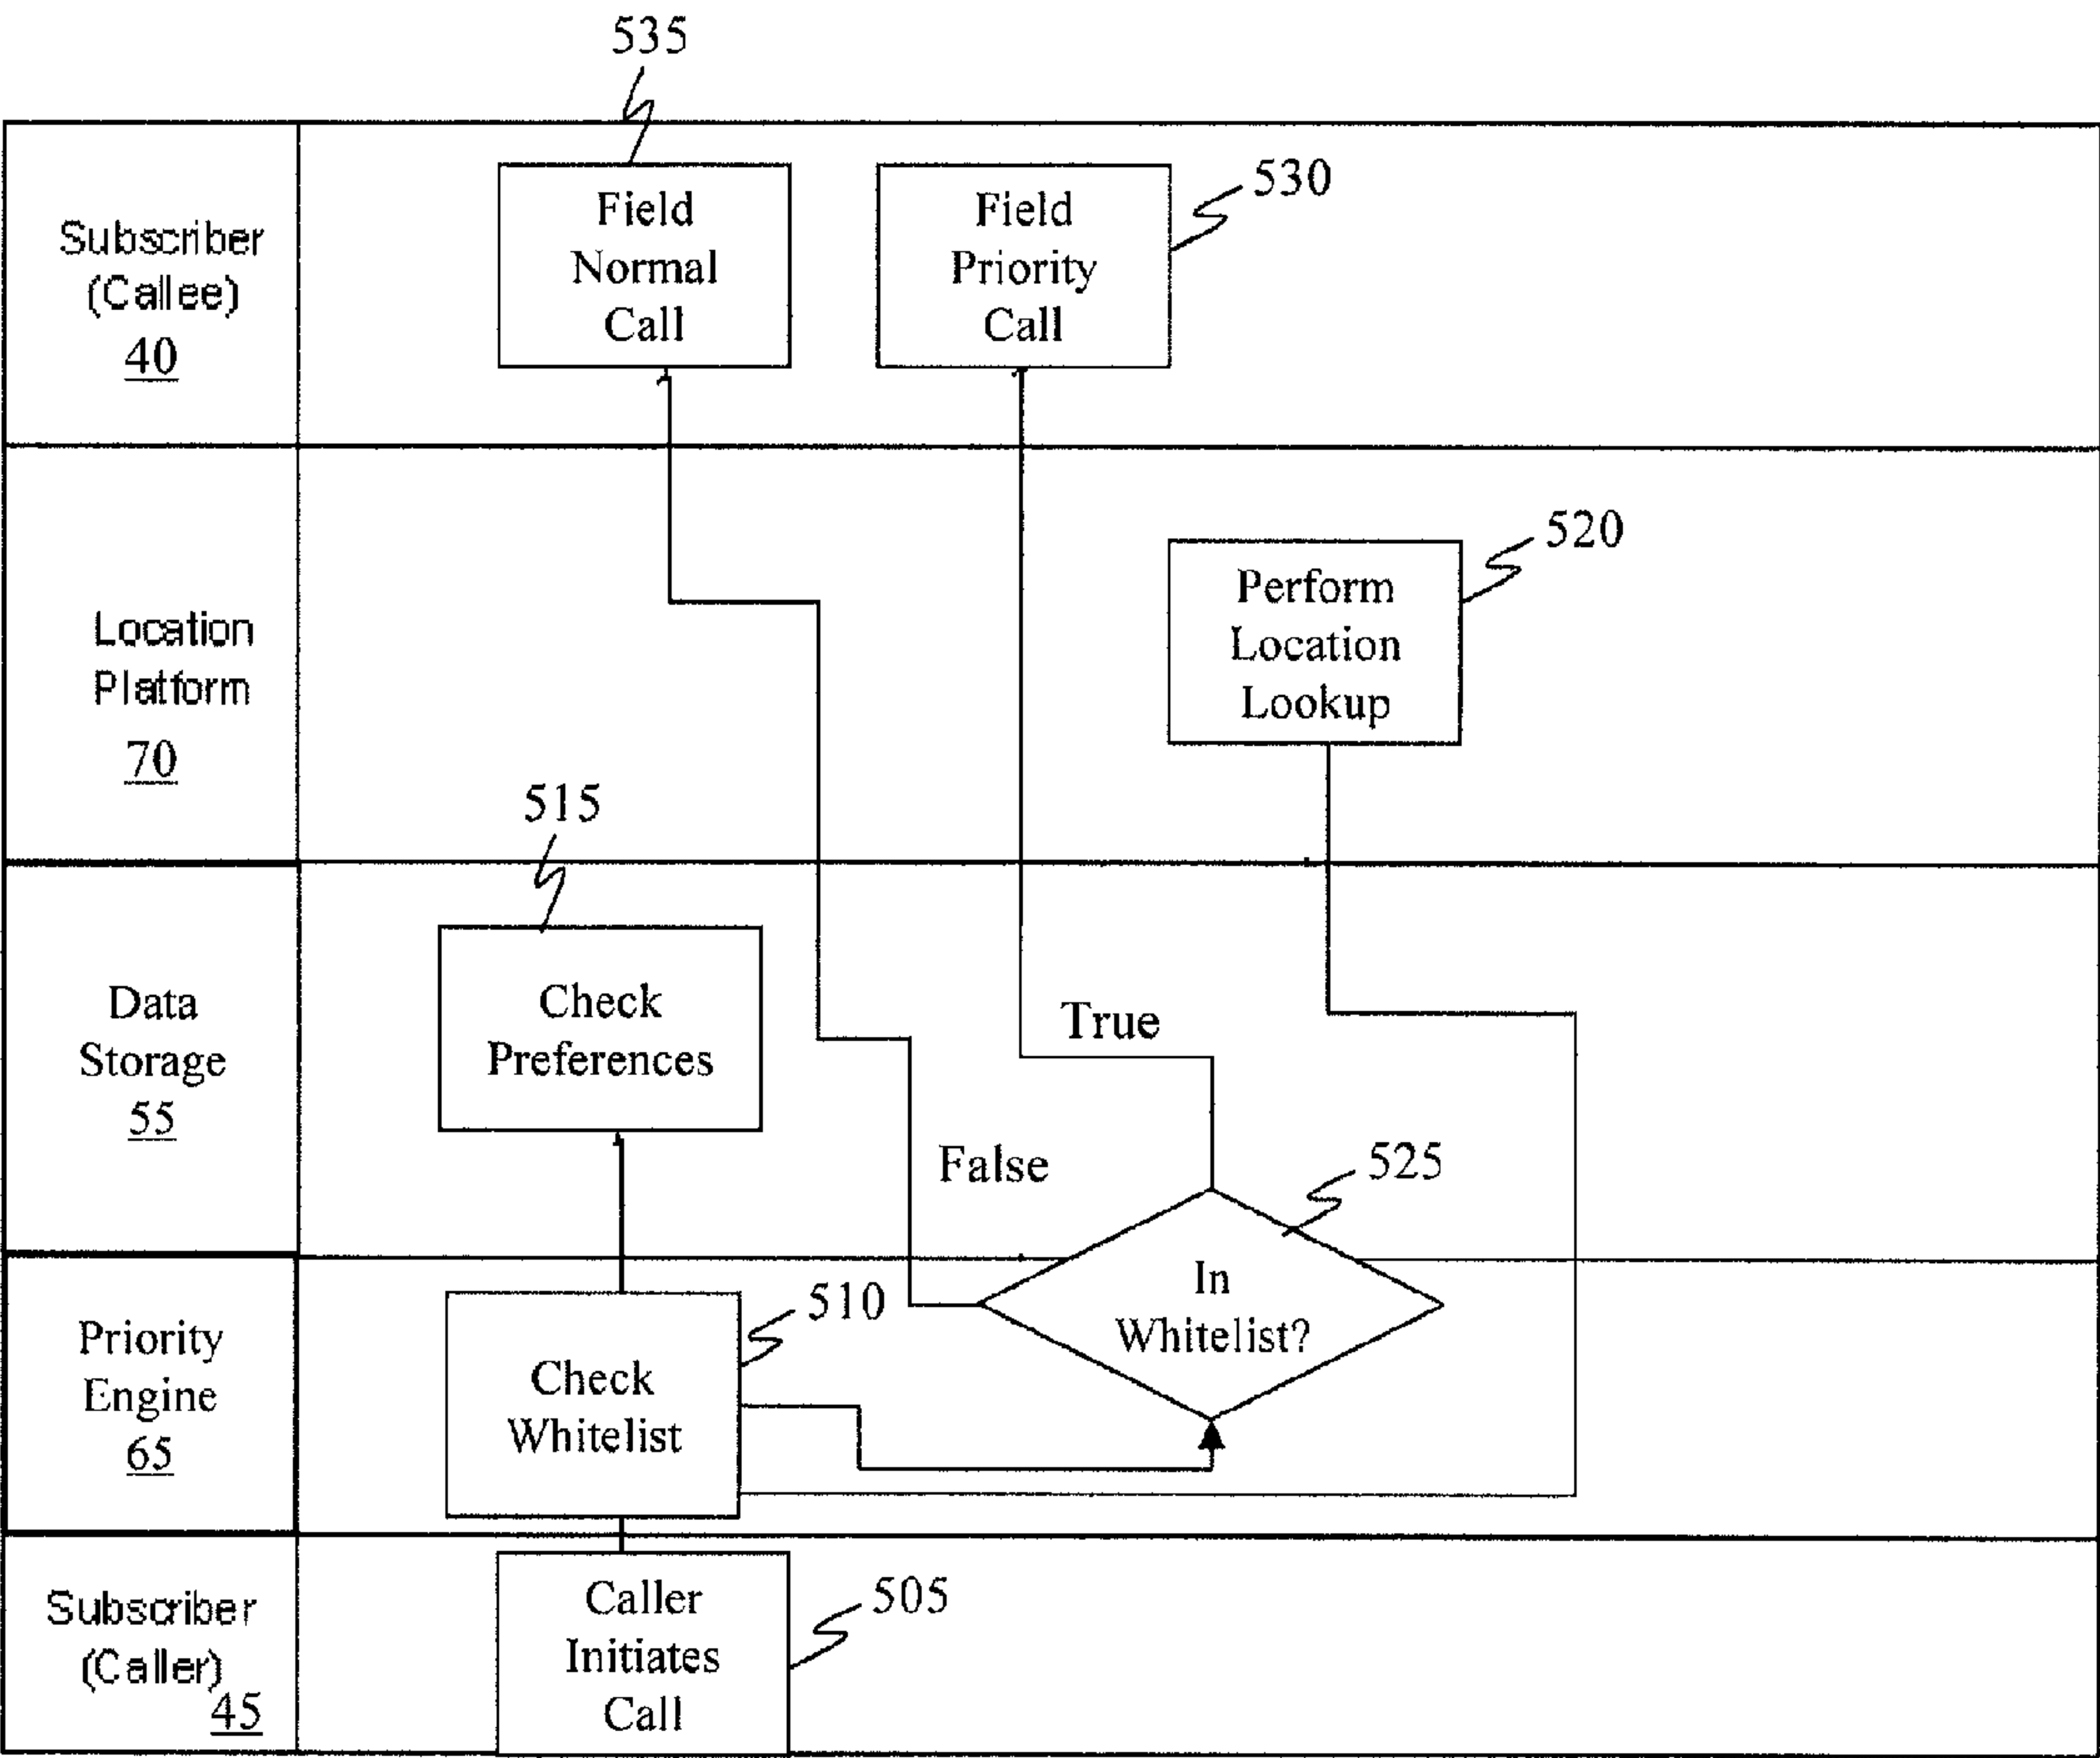 535
Subscriber
(Callee)
40
Field
Normal
Call
Field
Priority
Call
530
Location
Platform
70
Perform
Location
Lookup
520
515
Data
Storage
55
Check
Preferences
True
False
525
Priority
Engine
65
Check
Whitelist
510
In
Whitelist?
Subscriber
(Caller)
45
Caller
Initiates
Call
505